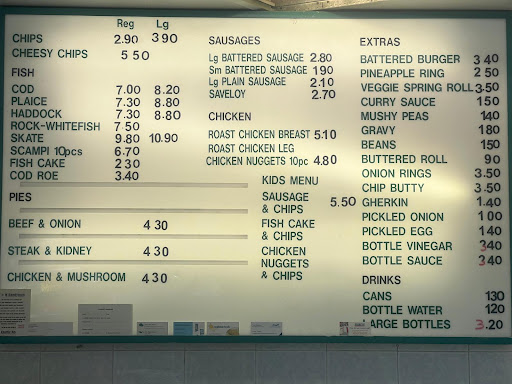 Reg Lg
CHIPS 2.90 3 90
CHEESY CHIPS 5 50
FISH
COD 7.00 8.20
PLAICE 7.30 8.80
HADDOCK 7.30 8.80
ROCK-WHITEFISH 7 50
SKATE 9.80 10.90
SCAMPI 10pcs 6.70
FISH CAKE 2 30
COD ROE 3.40
PIES
BEEF & ONION 4 30
STEAK & KIDNEY 4 30
CHICKEN & MUSHROOM 4 30
SAUSAGES
Lg BATTERED SAUSAGE 2.80
Sm BATTERED SAUSAGE 1 90
Lg PLAIN SAUSAGE 2.10
SAVELOY 2.70
CHICKEN
ROAST CHICKEN BREAST 5.10
ROAST CHICKEN LEG
CHICKEN NUGGETS 10pc 4.80
KIDS MENU
SAUSAGE
& CHIPS 5.50
FISH CAKE
& CHIPS
CHICKEN
NUGGETS
& CHIPS
EXTRAS
BATTERED BURGER 3 40
PINEAPPLE RING 2 50
VEGGIE SPRING ROLL 3.50
CURRY SAUCE 1 50
MUSHY PEAS 1 40
GRAVY 1 80
BEANS 1 50
BUTTERED ROLL 90
ONION RINGS 3.50
CHIP BUTTY 3.50
GHERKIN 1.40
PICKLED ONION 1 00
PICKLED EGG 1 40
BOTTLE VINEGAR 3 40
BOTTLE SAUCE 3 40
DRINKS
CANS 1 30
BOTTLE WATER 1 20
LARGE BOTTLES 3.20